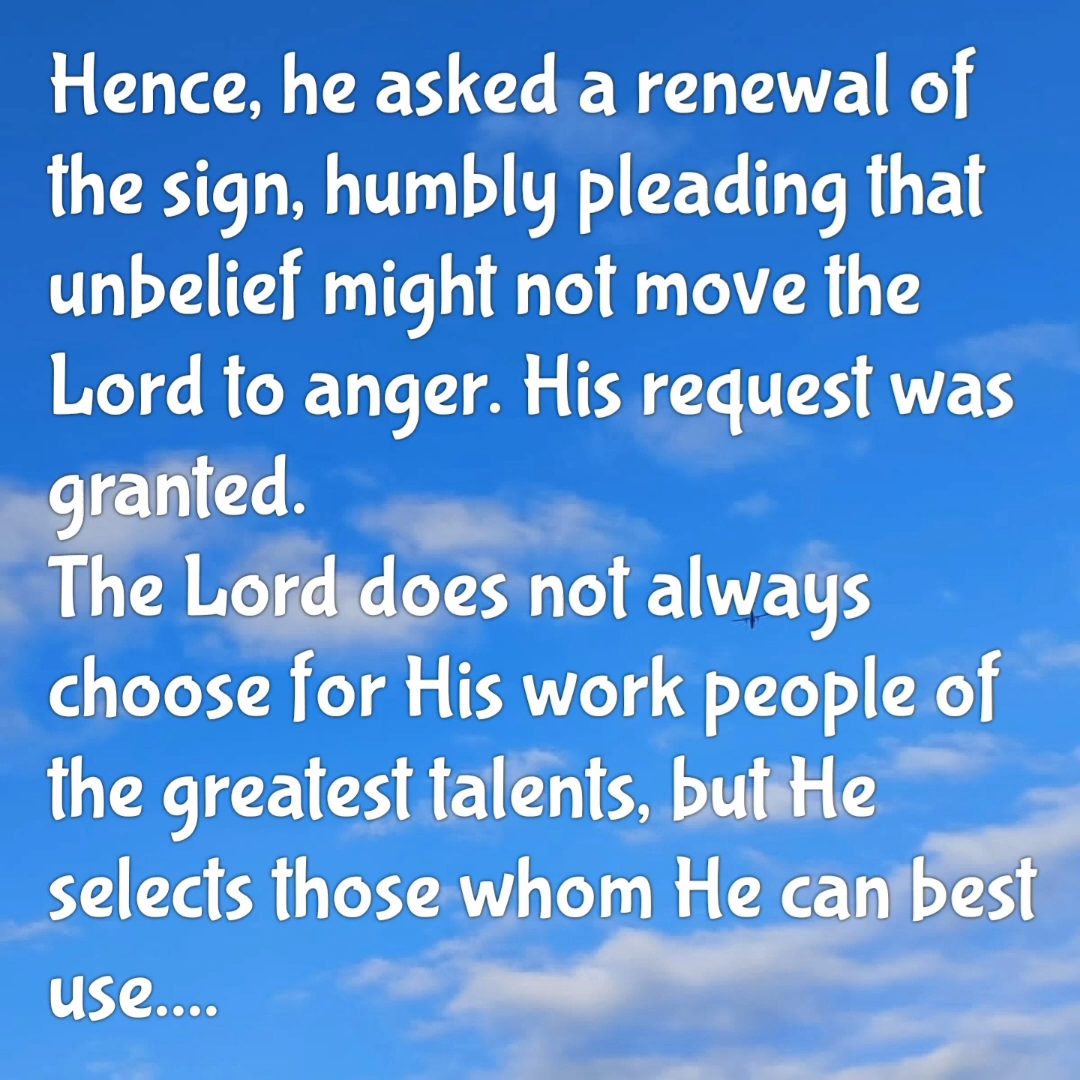 Hence, he asked a renewal of
the sign, humbly pleading that
unbelief might not move the
Lord to anger. His request was
granted.
The Lord does not always
choose for His work people of
the greatest talents, but He
selects those whom He can best
use....